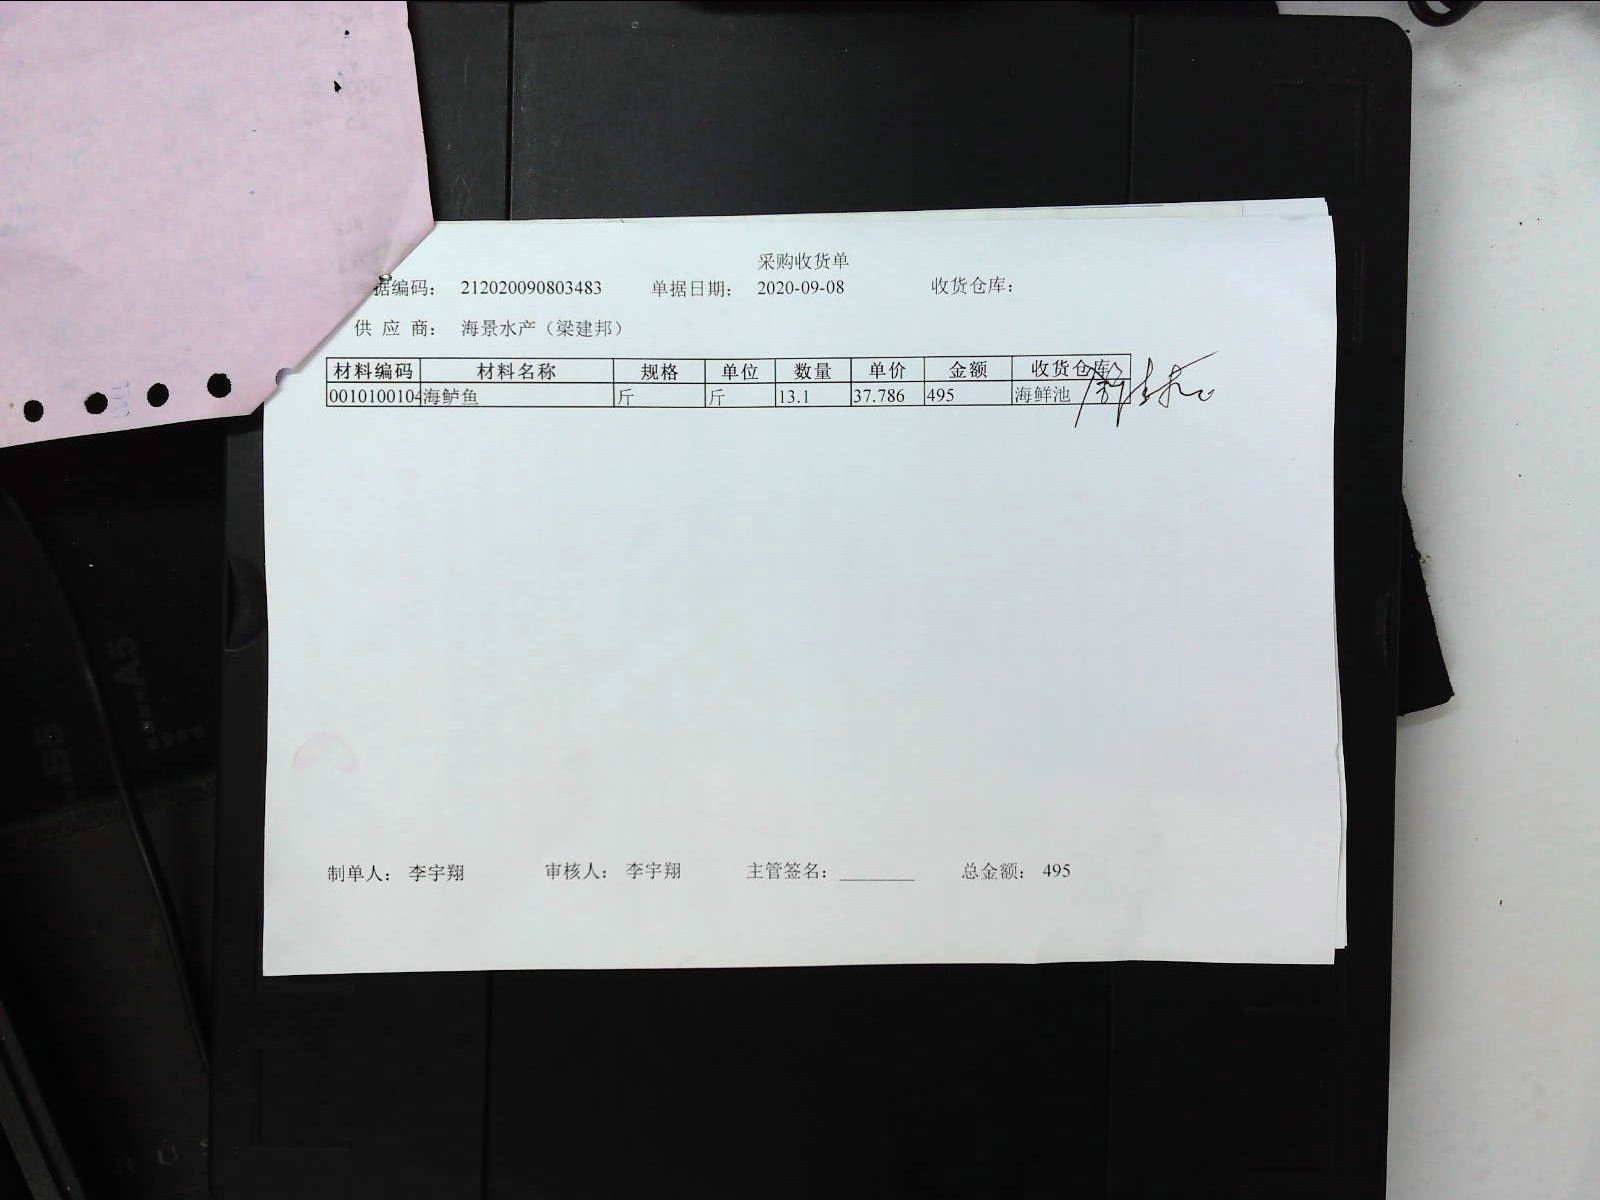 采购收货单
据编码： 212020090803483 单据日期： 2020-09-08 收货仓库：
供 应 商： 海景水产（梁建邦）
材料编码 材料名称 规格 单位 数量 单价 金额 收货仓库
0010100104 海鲈鱼 斤 斤 13.1 37.786 495 海鲜池
制单人： 李宇翔 审核人： 李宇翔 主管签名：_______ 总金额： 495
A5
B5